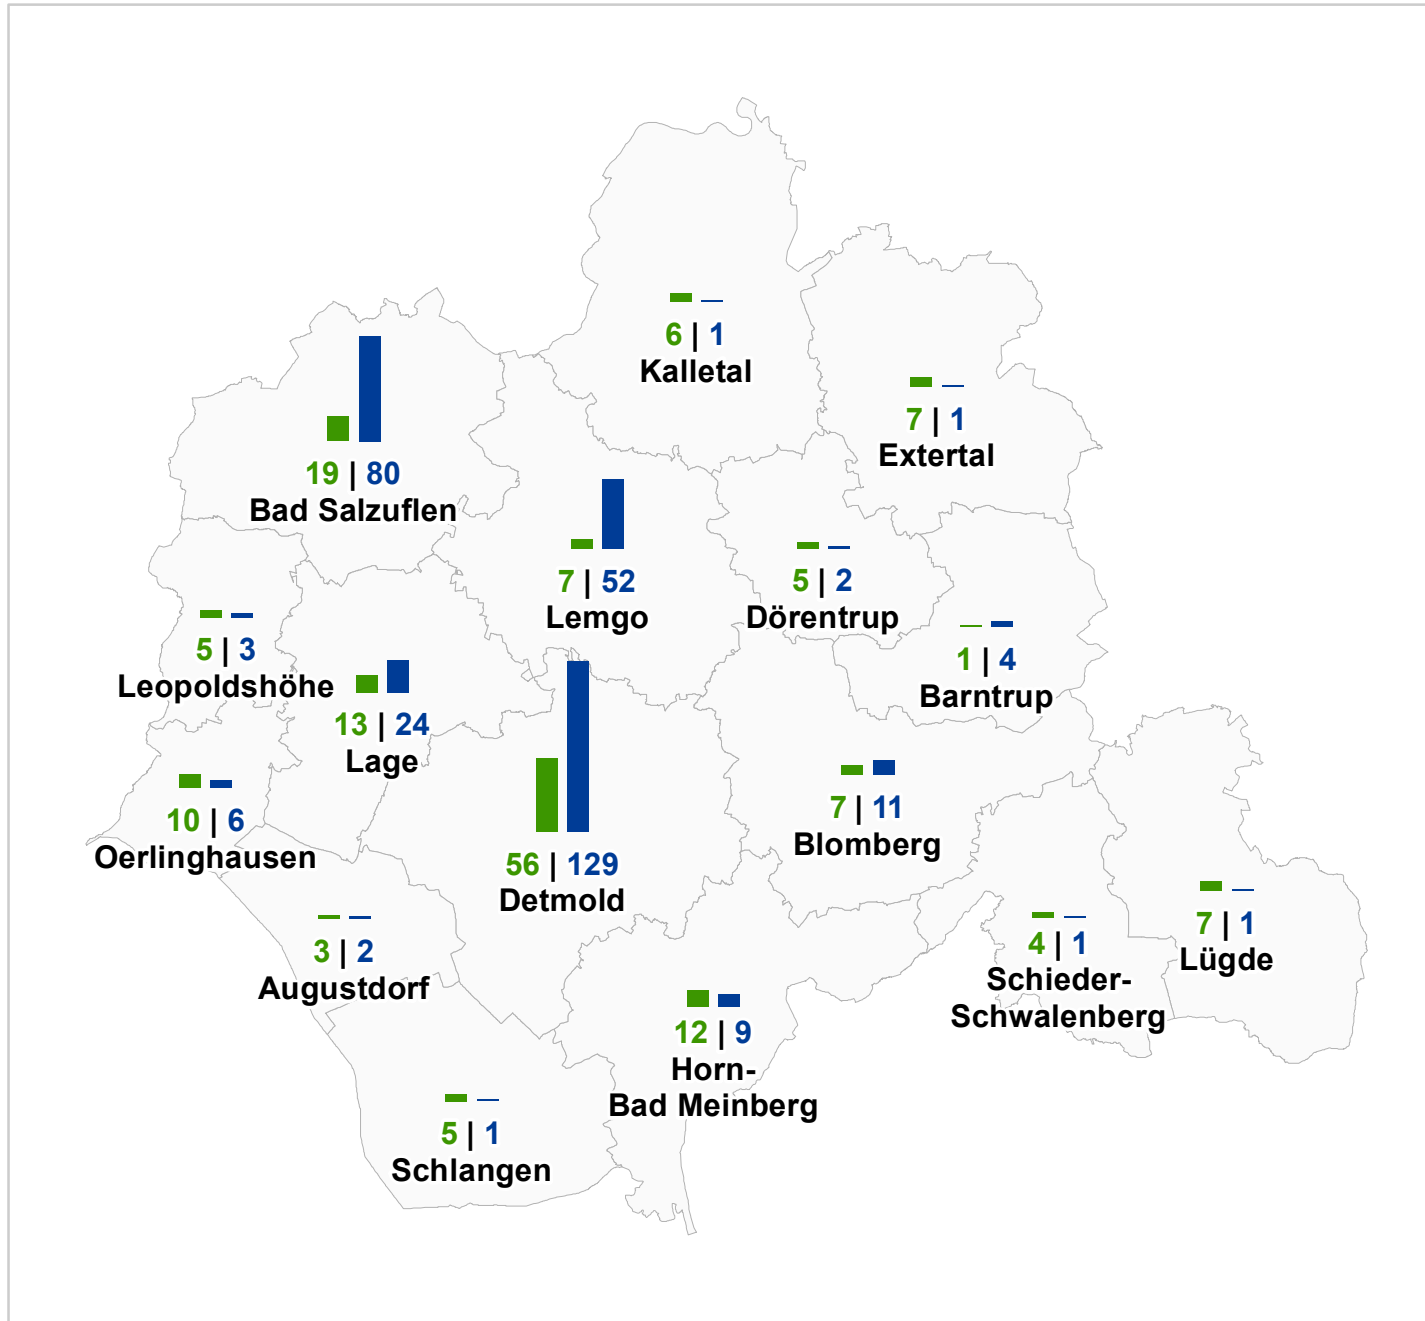 6 | 1
Kalletal
7 | 1
Extertal
19 | 80
Bad Salzuflen
7 | 52
Lemgo
5 | 2
Dörentrup
5 | 3
Leopoldshöhe
1 | 4
Barntrup
13 | 24
Lage
10 | 6
Oerlinghausen
56 | 129
Detmold
7 | 11
Blomberg
3 | 2
Augustdorf
4 | 1
Schieder-
Schwalenberg
7 | 1
Lügde
12 | 9
Horn-
Bad Meinberg
5 | 1
Schlangen